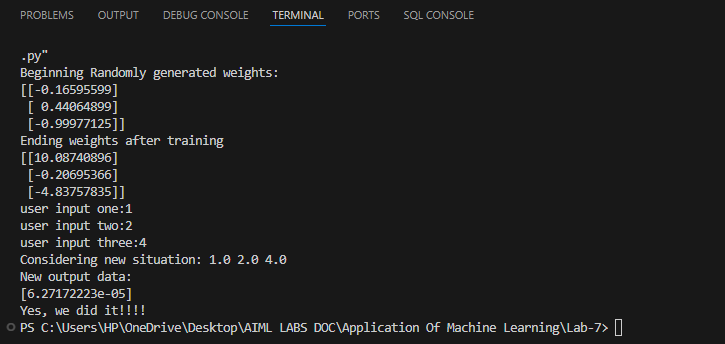 PROBLEMS OUTPUT DEBUG CONSOLE TERMINAL PORTS SQL CONSOLE
.py"
Beginning Randomly generated weights:
[[-0.16595599]
 [ 0.44064899]
 [-0.99977125]]
Ending weights after training
[[10.08740896]
 [-0.20695366]
 [-4.83757835]]
user input one:1
user input two:2
user input three:4
Considering new situation: 1.0 2.0 4.0
New output data:
[6.27172223e-05]
Yes, we did it!!!!
PS C:\Users\HP\OneDrive\Desktop\AIML LABS DOC\Application Of Machine Learning\Lab-7>